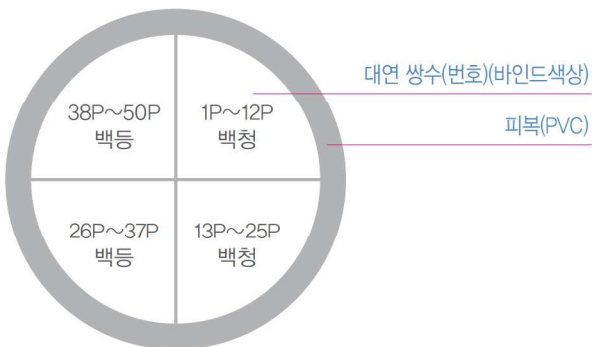 대연 쌍수(번호)(바인드색상)
피복(PVC)
38P～50P
백등
1P～12P
백청
26P～37P
백등
13P～25P
백청